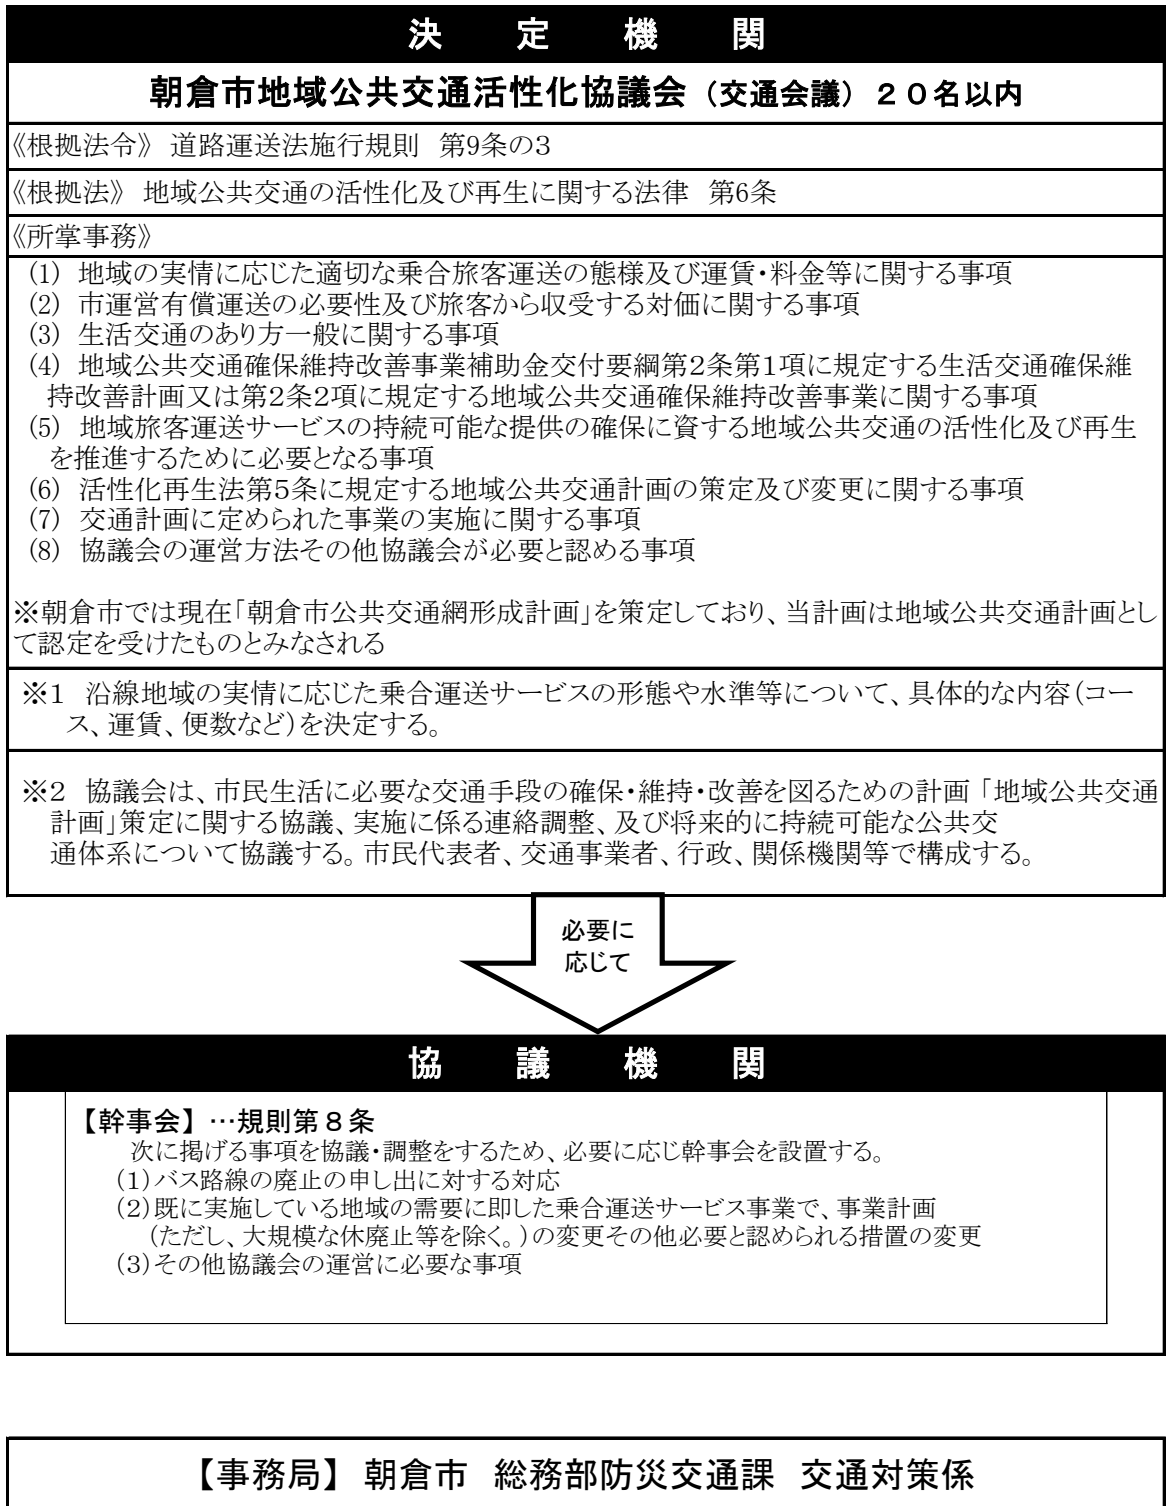 決定機関
朝倉市地域公共交通活性化協議会（交通会議）２０名以内
《根拠法令》 道路運送法施行規則　第9条の3
《根拠法》 地域公共交通の活性化及び再生に関する法律　第6条
《所掌事務》
(1) 地域の実情に応じた適切な乗合旅客運送の態様及び運賃・料金等に関する事項
(2) 市運営有償運送の必要性及び旅客から収受する対価に関する事項
(3) 生活交通のあり方一般に関する事項
(4) 地域公共交通確保維持改善事業補助金交付要綱第２条第１項に規定する生活交通確保維
持改善計画又は第２条２項に規定する地域公共交通確保維持改善事業に関する事項
(5) 地域旅客運送サービスの持続可能な提供の確保に資する地域公共交通の活性化及び再生
を推進するために必要となる事項
(6) 活性化再生法第５条に規定する地域公共交通計画の策定及び変更に関する事項
(7) 交通計画に定められた事業の実施に関する事項
(8) 協議会の運営方法その他協議会が必要と認める事項
※朝倉市では現在「朝倉市公共交通網形成計画」を策定しており、当計画は地域公共交通計画とし
て認定を受けたものとみなされる
※１　沿線地域の実情に応じた乗合運送サービスの形態や水準等について、具体的な内容（コー
ス、運賃、便数など）を決定する。
※２　協議会は、市民生活に必要な交通手段の確保・維持・改善を図るための計画「地域公共交通
計画」策定に関する協議、実施に係る連絡調整、及び将来的に持続可能な公共交
通体系について協議する。市民代表者、交通事業者、行政、関係機関等で構成する。
必要に
応じて
協議機関
【幹事会】…規則第８条
次に掲げる事項を協議・調整をするため、必要に応じ幹事会を設置する。
（１）バス路線の廃止の申し出に対する対応
（２）既に実施している地域の需要に即した乗合運送サービス事業で、事業計画
（ただし、大規模な休廃止等を除く。）の変更その他必要と認められる措置の変更
（３）その他協議会の運営に必要な事項
【事務局】朝倉市　総務部防災交通課　交通対策係